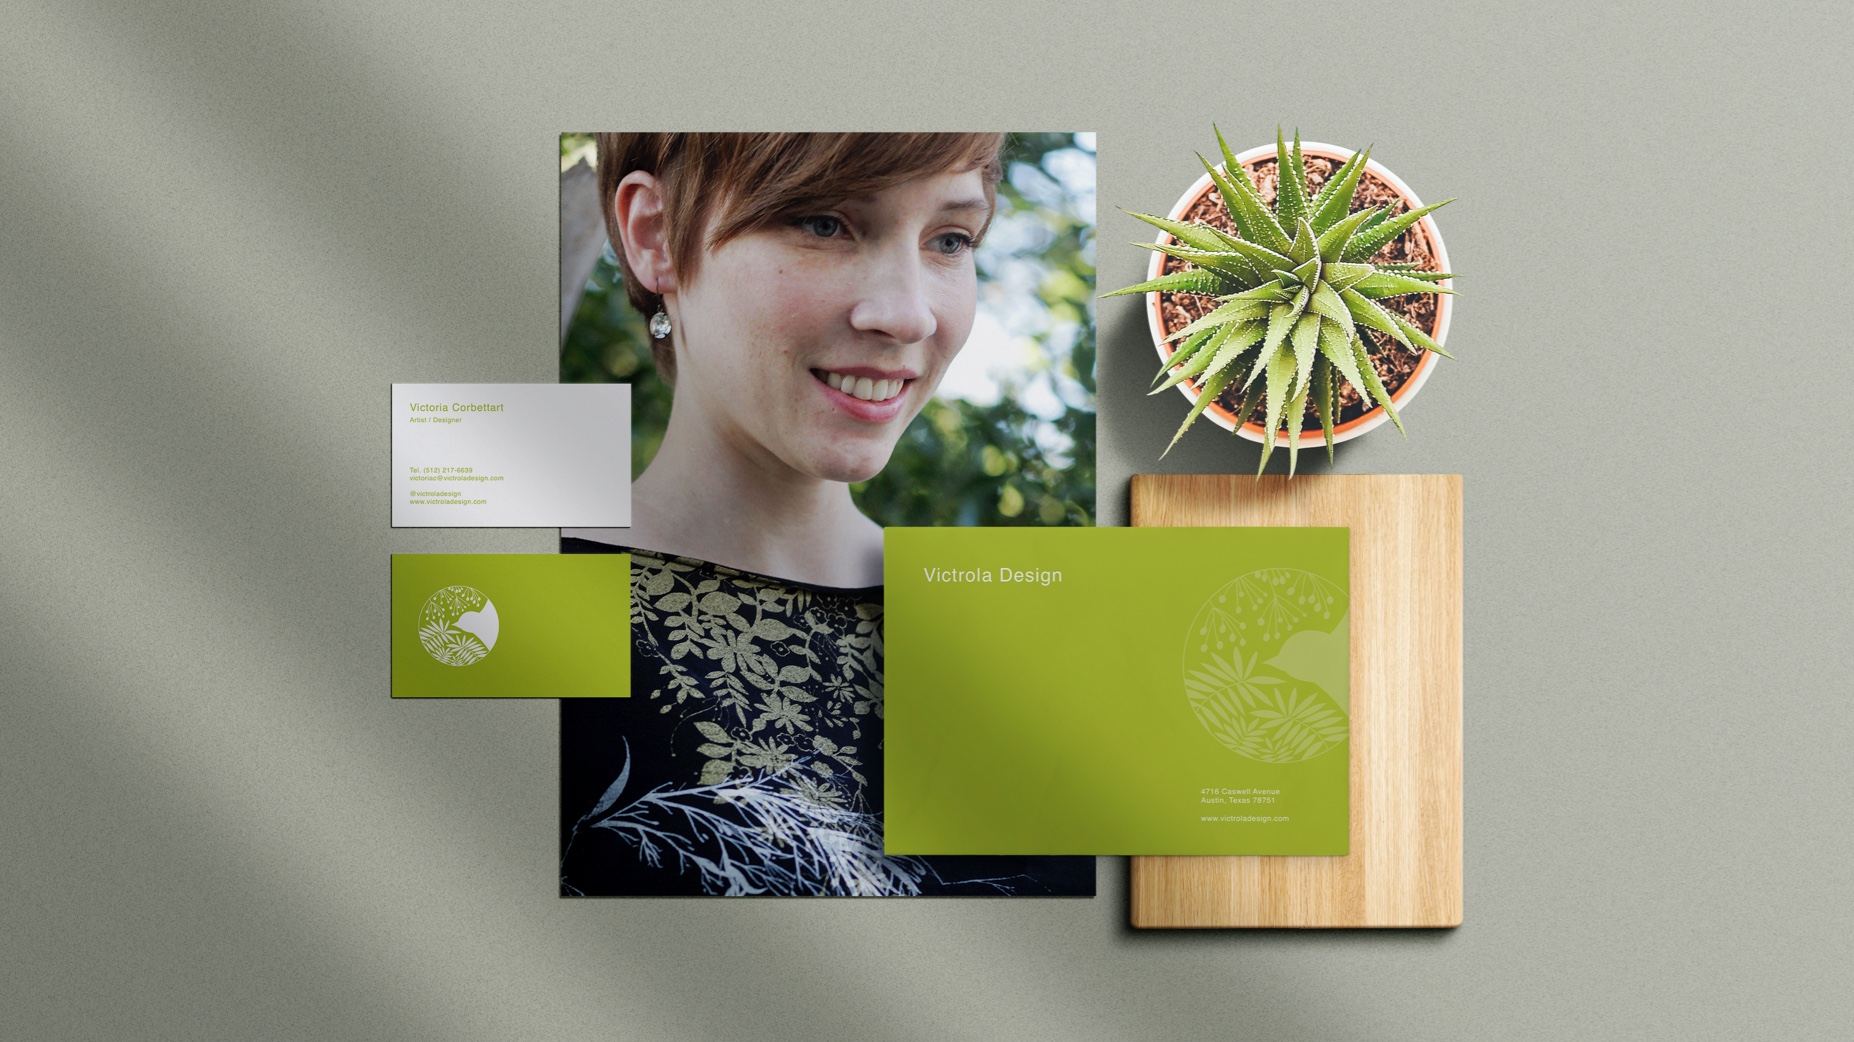 Victoria Corbettart
Artist / Designer
Tel. (512) 217-6639
victoriac@victroladesign.com
@victroladesign
www.victroladesign.com
Victrola Design
4716 Caswell Avenue
Austin, Texas 78751
www.victroladesign.com